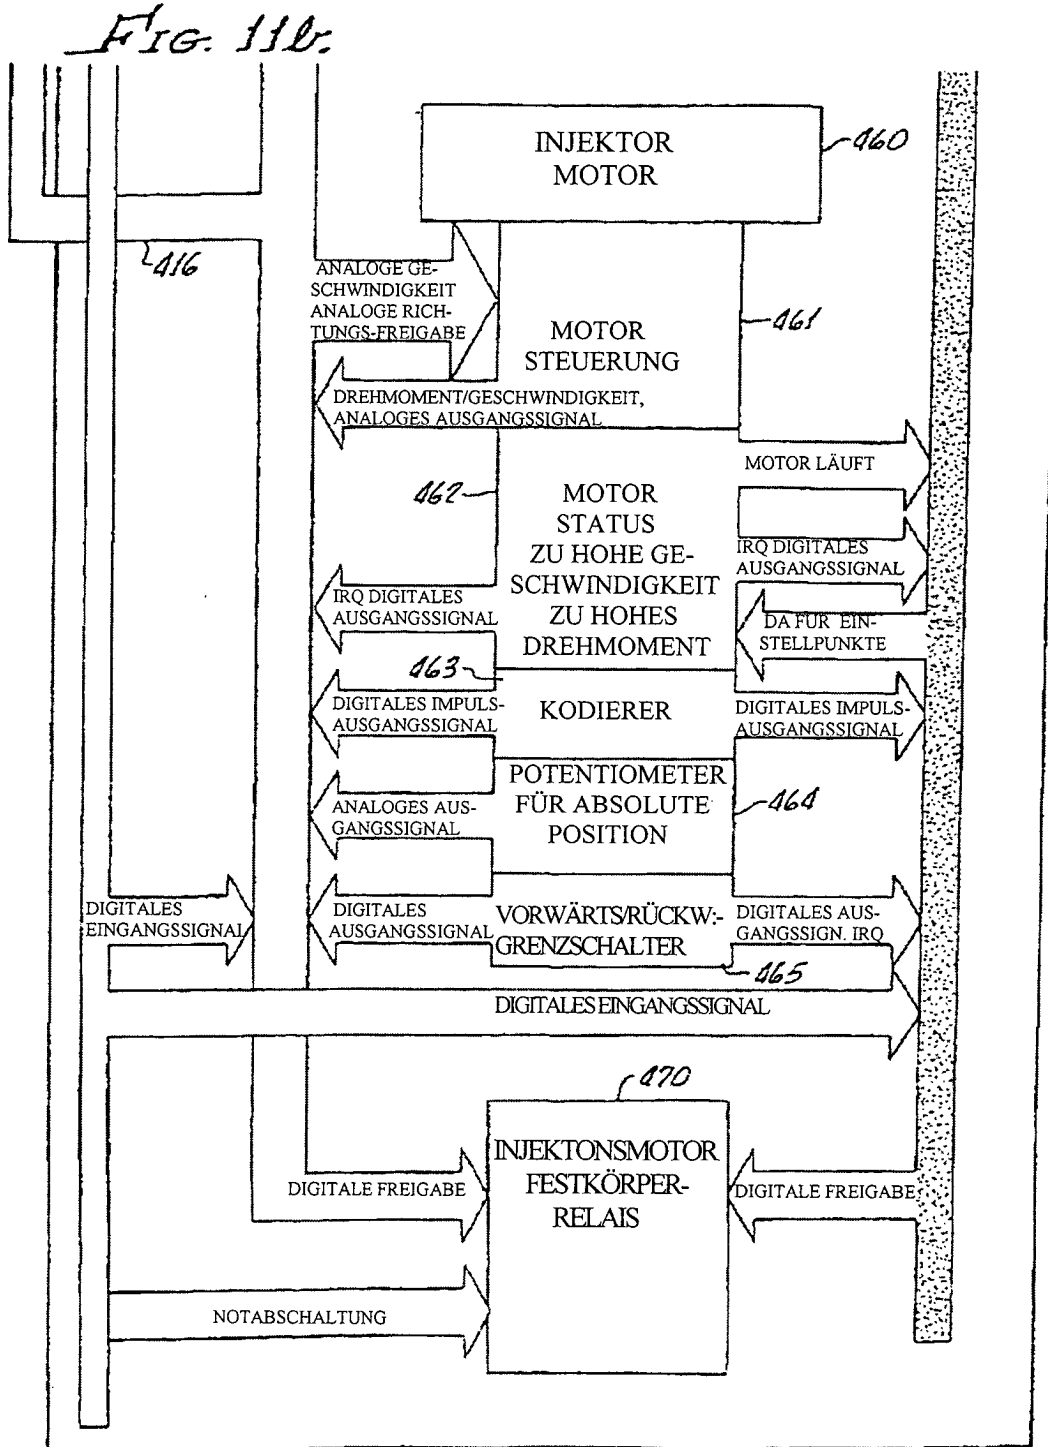 FIG. 11b.
INJEKTOR
MOTOR
460
416
ANALOGE GE-
SCHWINDIGKEIT
ANALOGE RICH-
TUNGS-FREIGABE
461
MOTOR
STEUERUNG
DREHMOMENT/GESCHWINDIGKEIT,
ANALOGES AUSGANGSSIGNAL
MOTOR LÄUFT
462
MOTOR
STATUS
ZU HOHE GE-
SCHWINDIGKEIT
ZU HOHES
DREHMOMENT
IRQ DIGITALES
AUSGANGSSIGNAL
IRQ DIGITALES
AUSGANGSSIGNAL
DA FÜR EIN-
STELLPUNKTE
463
DIGITALES IMPULS-
AUSGANGSSIGNAL
KODIERER
DIGITALES IMPULS-
AUSGANGSSIGNAL
POTENTIOMETER
FÜR ABSOLUTE
POSITION
464
ANALOGES AUS-
GANGSSIGNAL
DIGITALES
EINGANGSSIGNAL
DIGITALES
AUSGANGSSIGNAL
VORWÄRTS/RÜCKW:-
GRENZSCHALTER
DIGITALES AUS-
GANGSSIGN. IRQ
465
DIGITALES EINGANGSSIGNAL
470
INJEKTONSMOTOR
FESTKÖRPER-
RELAIS
DIGITALE FREIGABE
DIGITALE FREIGABE
NOTABSCHALTUNG